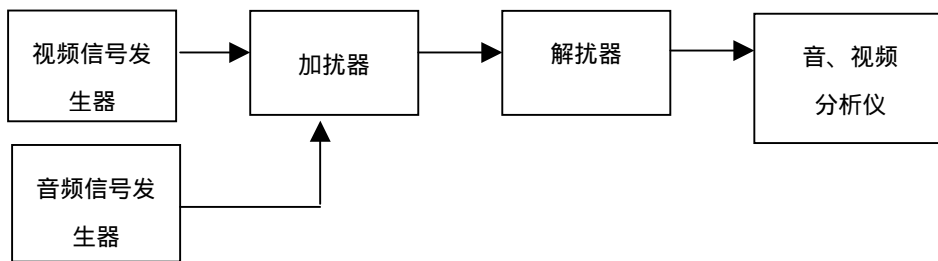 视频信号发
生器
加扰器
解扰器
音、视频
分析仪
音频信号发
生器